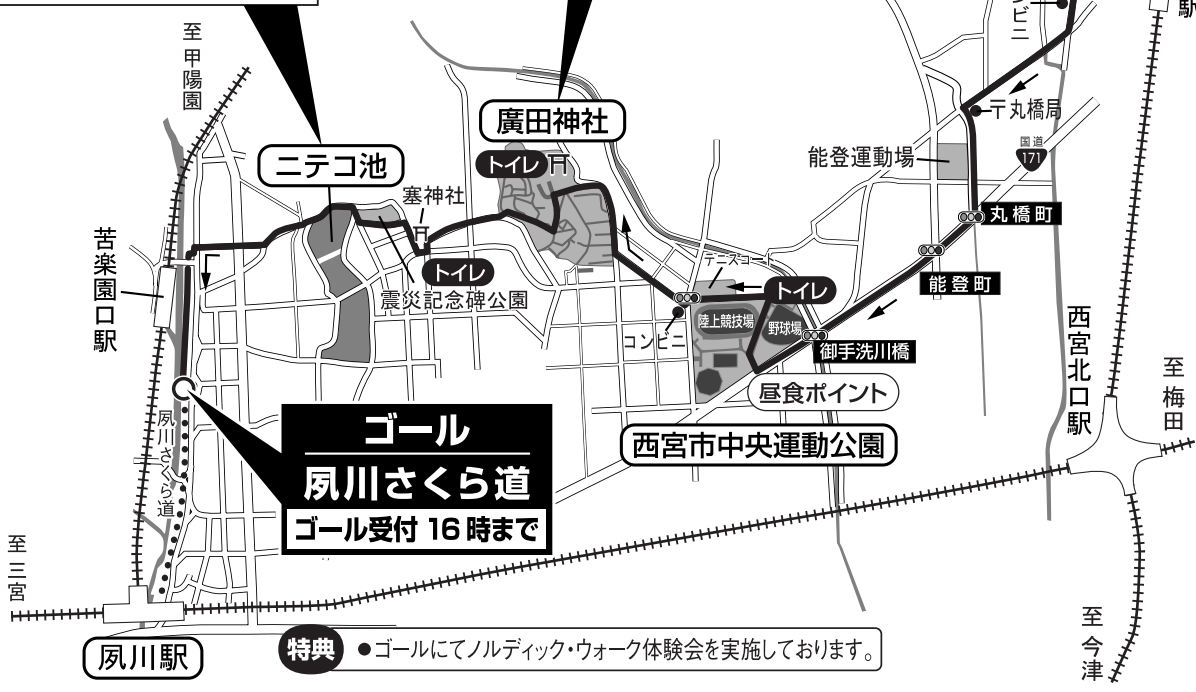 至甲陽園
廣田神社
トイレ
ニテコ池
塞神社
トイレ
震災記念碑公園
苦楽園口駅
コンビニ
テニスコート
トイレ
陸上競技場
野球場
御手洗川橋
昼食ポイント
西宮市中央運動公園
能登町
丸橋町
能登運動場
国道
171
〒丸橋局
ビニ
駅
西宮北口駅
至梅田
至今津
ゴール
夙川さくら道
ゴール受付 16時まで
夙川さくら道
至三宮
夙川駅
特典
●ゴールにてノルディック・ウォーク体験会を実施しております。